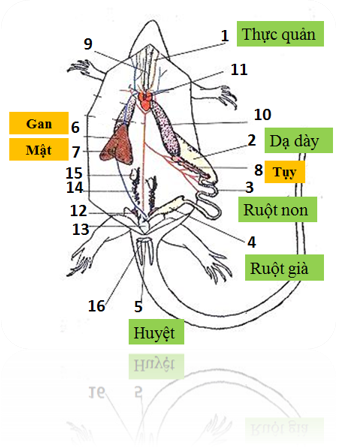 1 Thực quản
9
11
10
Gan 6
2
Mật 7
Dạ dày
8 Tụy
15
3
14
Ruột non
12
13
4
Ruột già
16
5
Huyệt